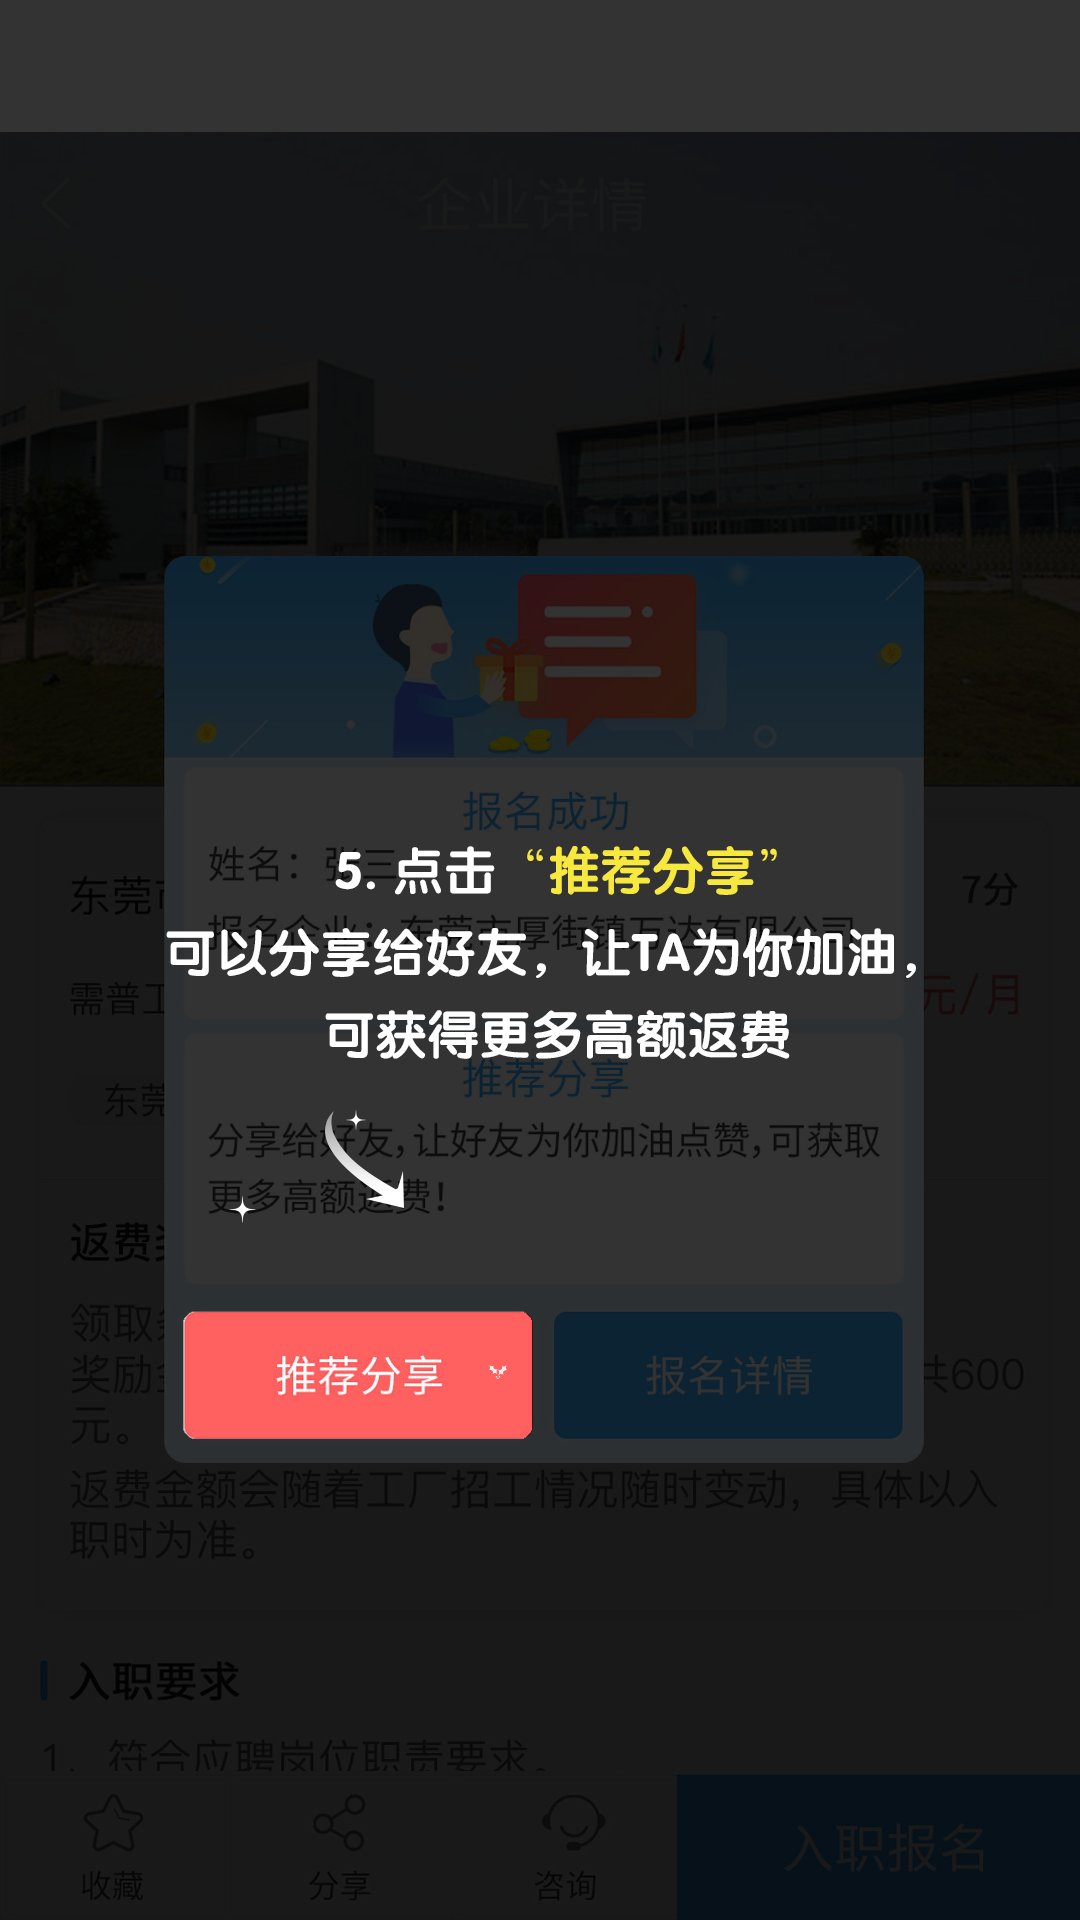 企业详情
报名成功
姓名：张三
5. 点击“推荐分享”
东莞市
7分
报名企业：东莞市厚街镇万达有限公司
可以分享给好友，让TA为你加油，
需普工
元/月
可获得更多高额返费
推荐分享
东莞
分享给好友,让好友为你加油点赞,可获取
更多高额返费!
返费
领取
推荐分享
报名详情
奖励金
共600
元。
返费金额会随着工厂招工情况随时变动，具体以入
职时为准。
入职要求
1、符合应聘岗位职责要求。
收藏
分享
咨询
入职报名